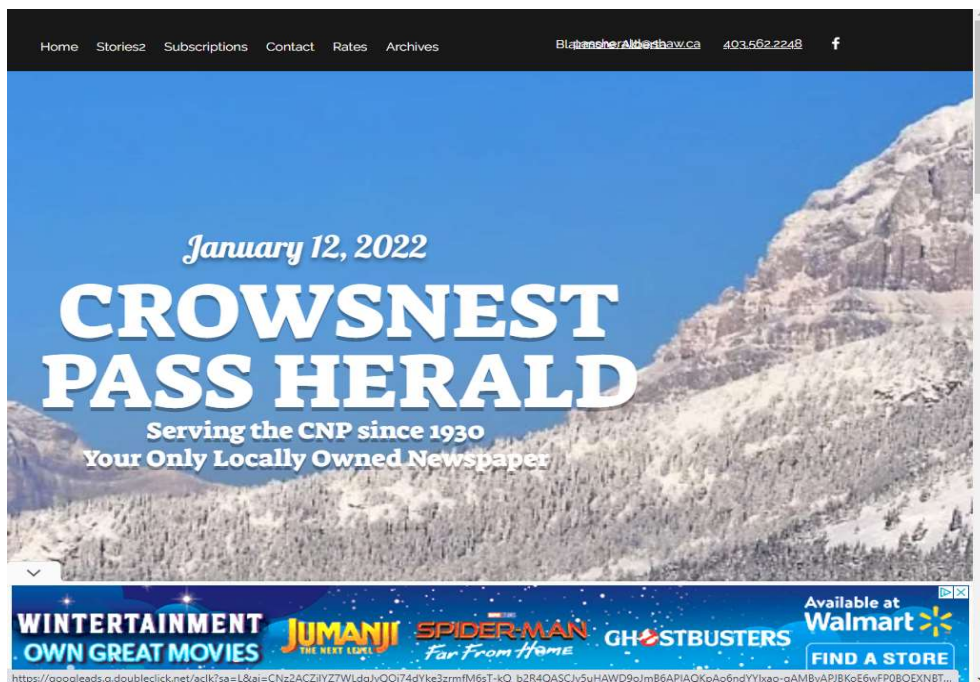 Home Stories2 Subscriptions Contact Rates Archives 403.562.2248 f
January 12, 2022
CROWSNEST
PASS HERALD
Serving the CNP since 1930
Your Only Locally Owned Newspaper
WINTERTAINMENT
OWN GREAT MOVIES
JUMANJI
THE NEXT LEVEL
SPIDER-MAN
Far From Home
GHOSTBUSTERS
Available at
Walmart
FIND A STORE